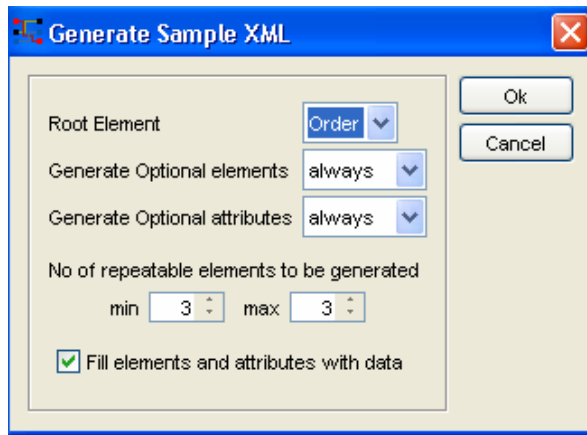 Generate Sample XML
Ok
Cancel
Root Element Order
Generate Optional elements always
Generate Optional attributes always
No of repeatable elements to be generated
min 3 max 3
Fill elements and attributes with data